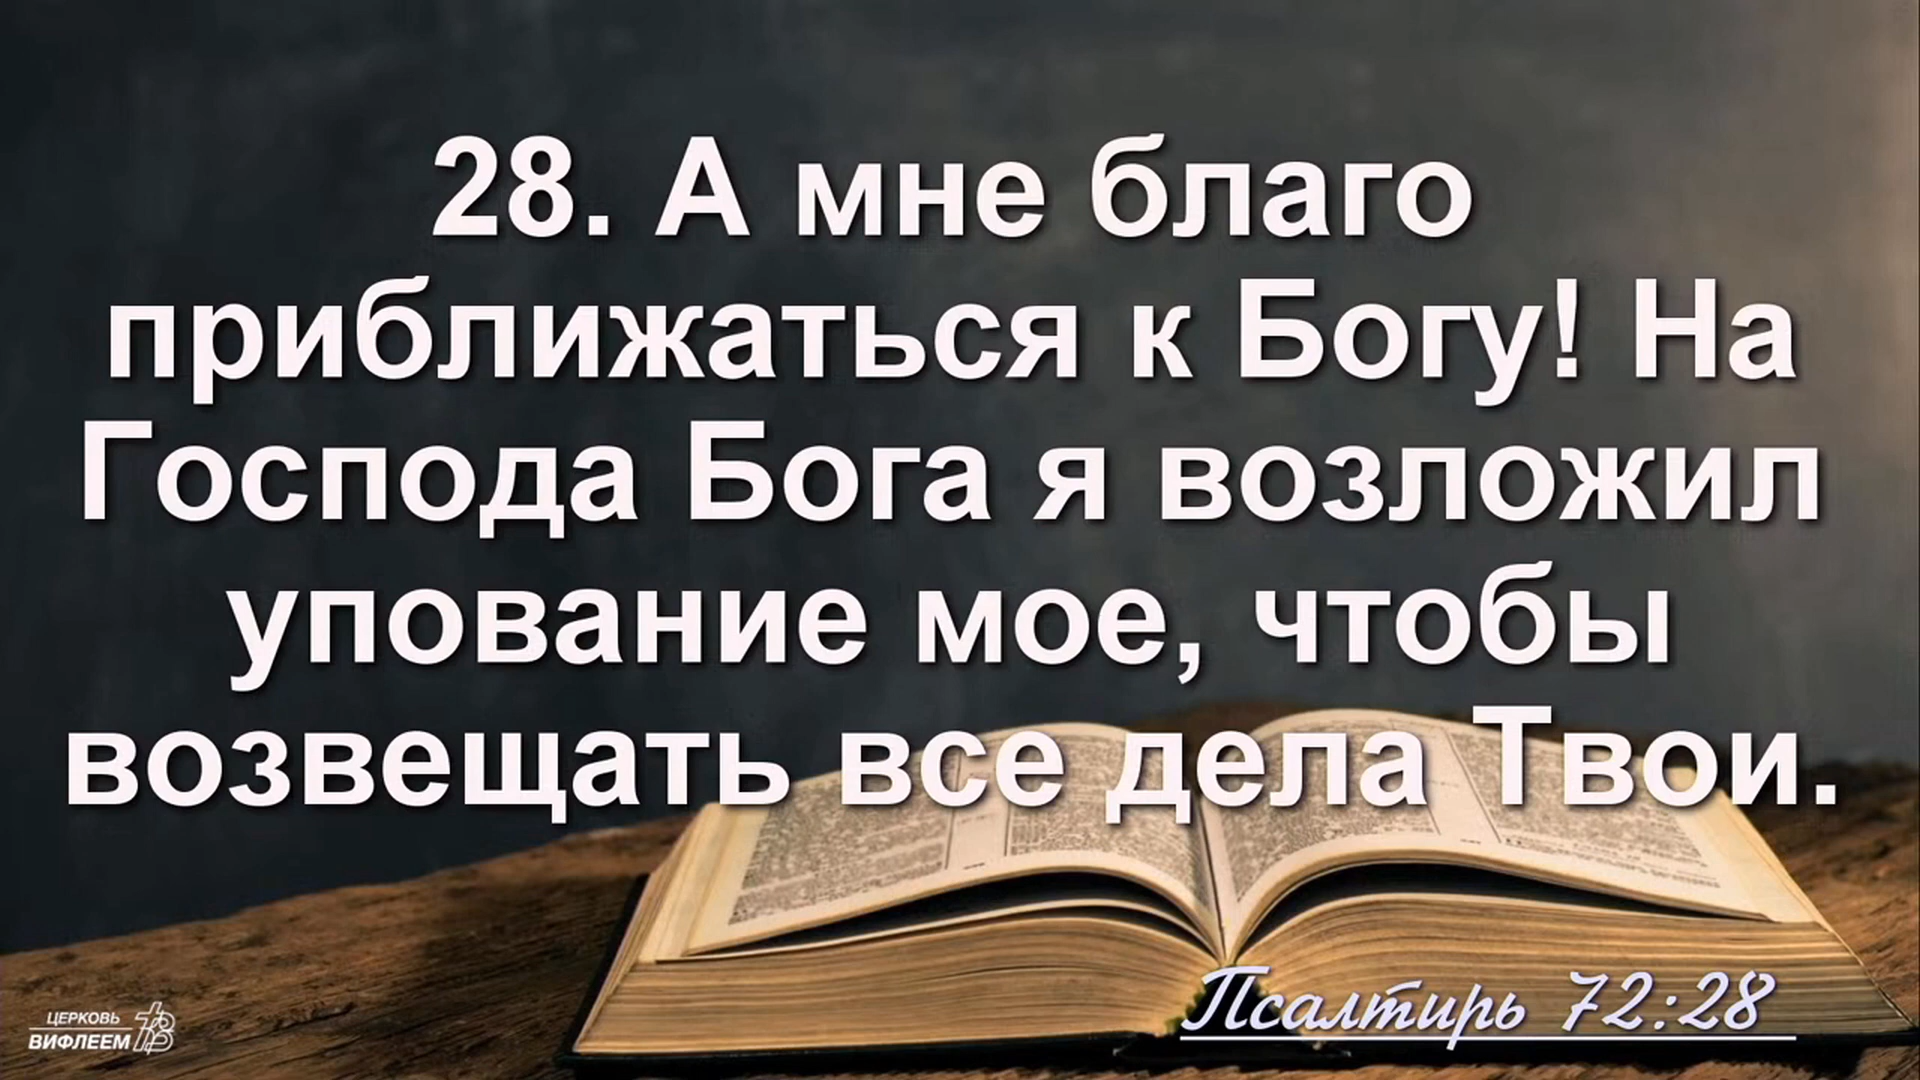 28. А мне благо
приближаться к Богу! На
Господа Бога я возложил
упование мое, чтобы
возвещать все дела Твои.
Псалтирь 72:28
ЦЕРКОВЬ
ВИФЛЕЕМ